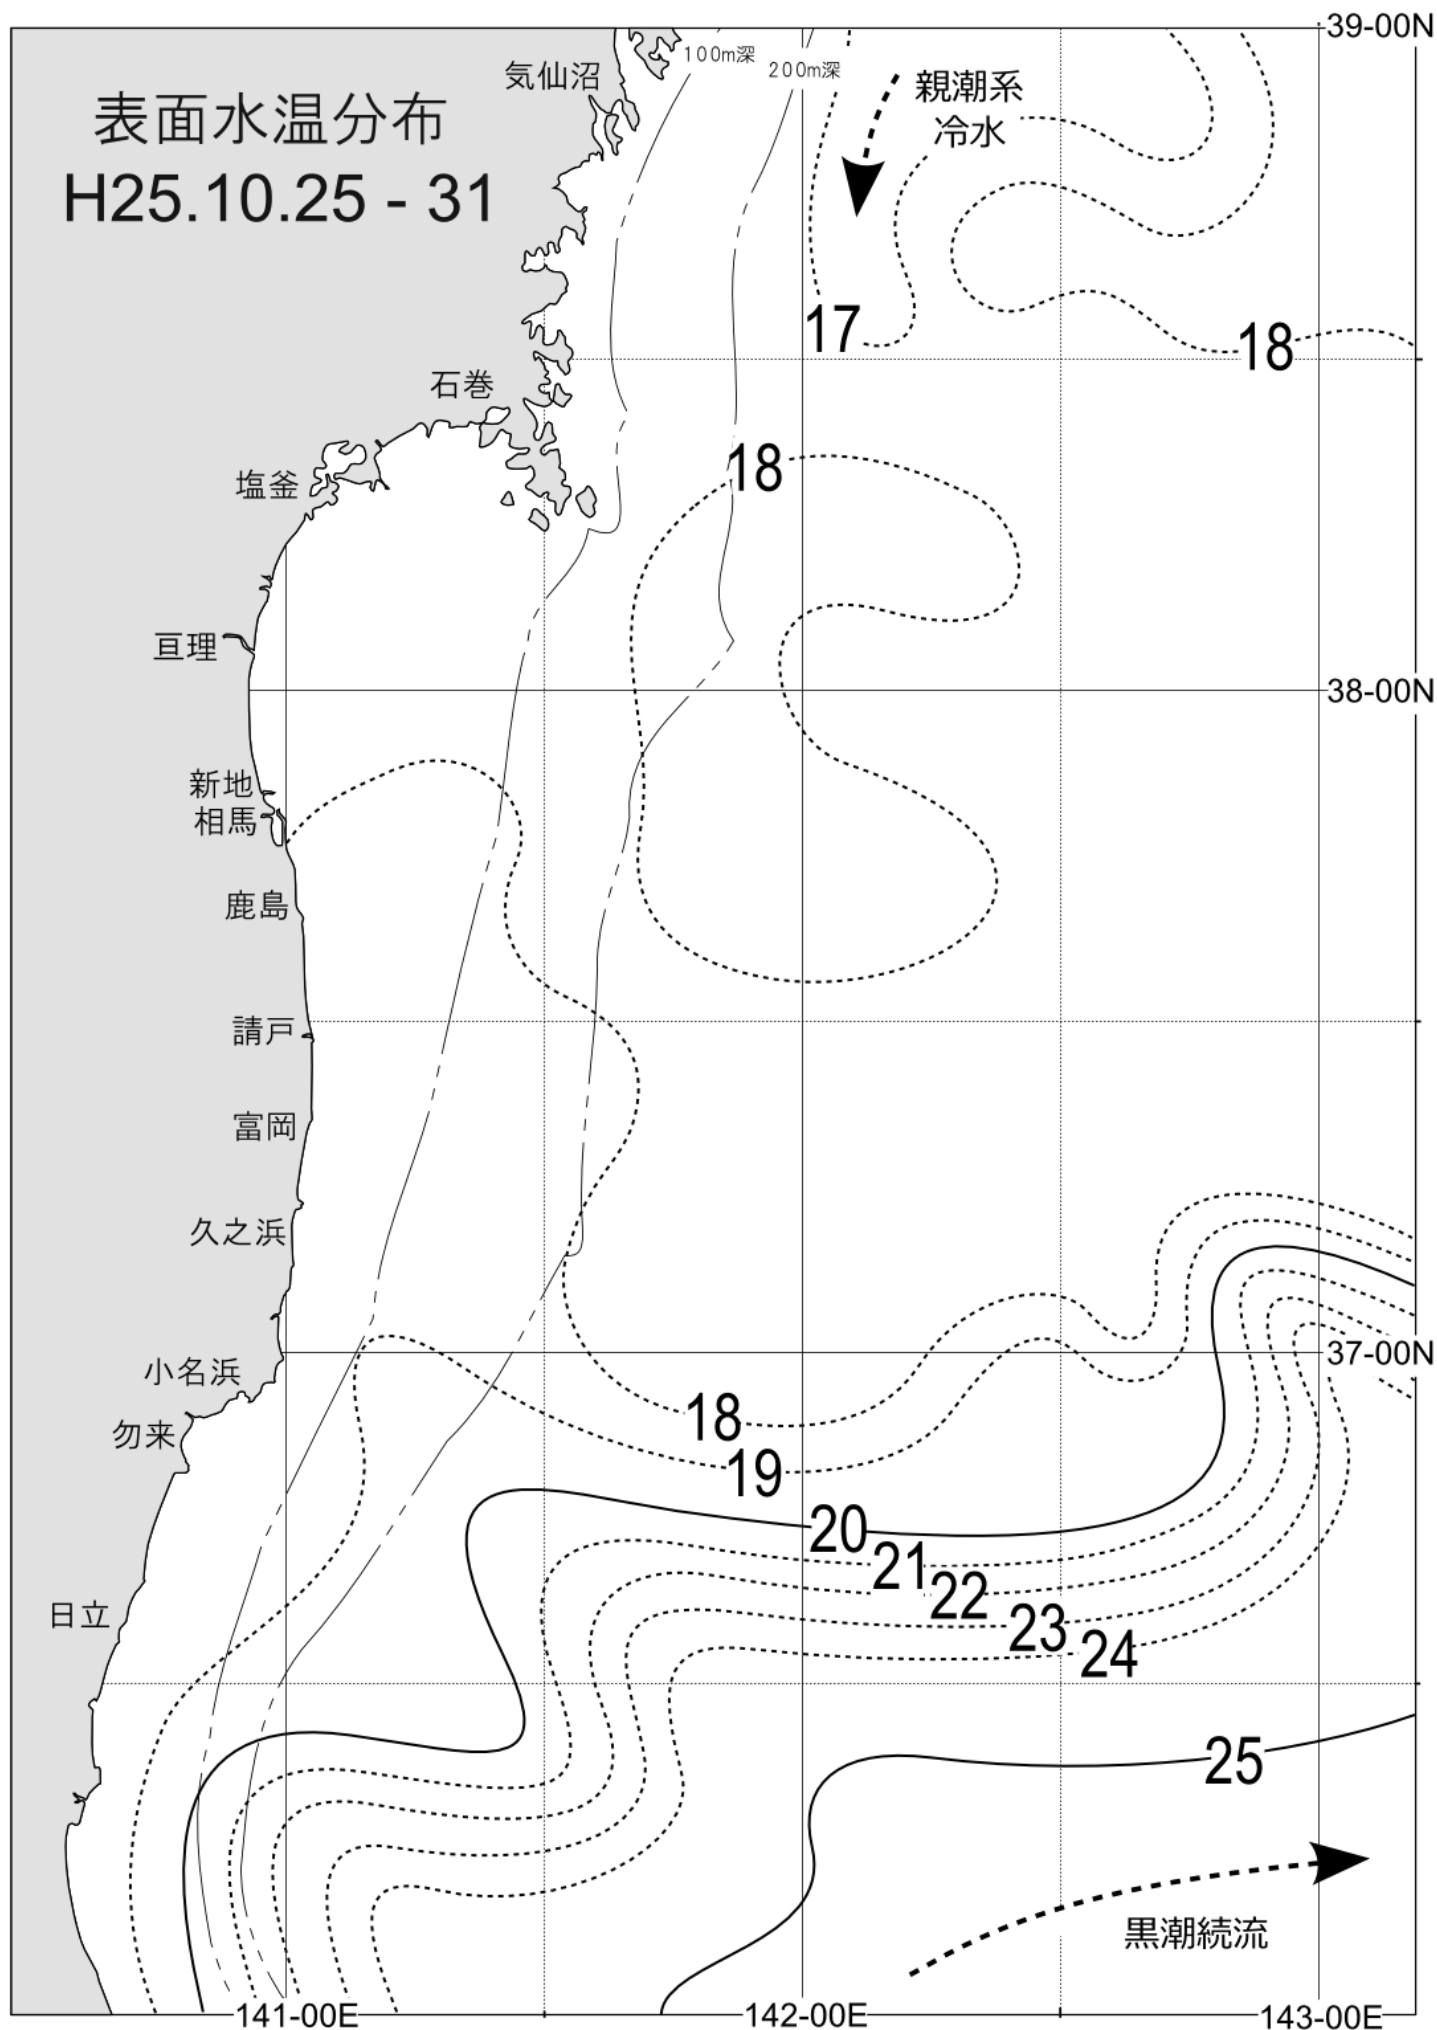 39-00N
100m深
200m深
気仙沼
親潮系
冷水
表面水温分布
H25.10.25 - 31
17
18
石巻
18
塩釜
亘理
38-00N
新地
相馬
鹿島
請戸
富岡
久之浜
37-00N
小名浜
勿来
18
19
20
21
22
23
24
日立
25
黒潮続流
141-00E
142-00E
143-00E